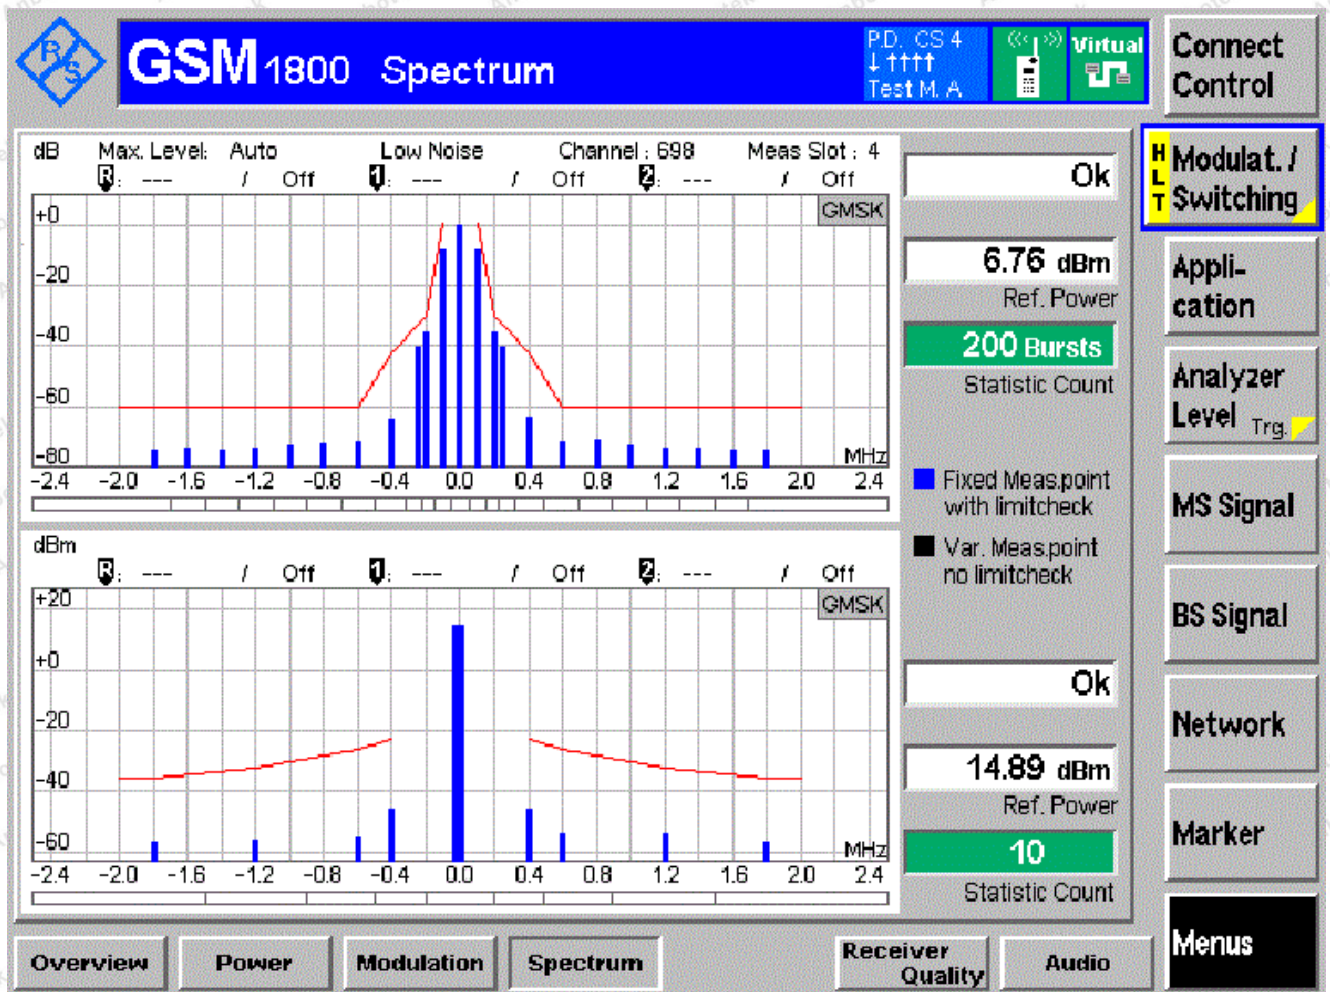 GSM 1800 Spectrum
P.D. CS 4
Test M. A
Virtual
Connect
Control
dB Max. Level: Auto Low Noise Channel : 698 Meas Slot : 4
R: --- / Off 1: --- / Off 2: --- / Off
GMSK
+0
-20
-40
-60
-80
MHz
-2.4 -2.0 -1.6 -1.2 -0.8 -0.4 0.0 0.4 0.8 1.2 1.6 2.0 2.4
Ok
6.76 dBm
Ref. Power
200 Bursts
Statistic Count
Fixed Meas.point
with limitcheck
Var. Meas.point
no limitcheck
dBm
R: --- / Off 1: --- / Off 2: --- / Off
GMSK
+20
+0
-20
-40
-60
MHz
-2.4 -2.0 -1.6 -1.2 -0.8 -0.4 0.0 0.4 0.8 1.2 1.6 2.0 2.4
Ok
14.89 dBm
Ref. Power
10
Statistic Count
HLT
Modulat. /
Switching
Appli-
cation
Analyzer
Level Trg.
MS Signal
BS Signal
Network
Marker
Menus
Overview
Power
Modulation
Spectrum
Receiver
Quality
Audio